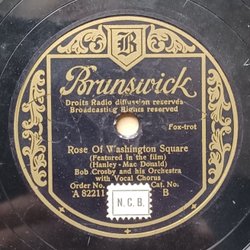 B
Brunswick
Droits Radio diffusion reservés
Broadcasting Rights reserved
Fox-trot
Rose Of Washington Square
(Featured in the film)
(Hanley - Mac Donald)
Bob Crosby and his Orchestra
with Vocal Chorus
Order No. Cat. No.
A 82211 B
N.C.B.